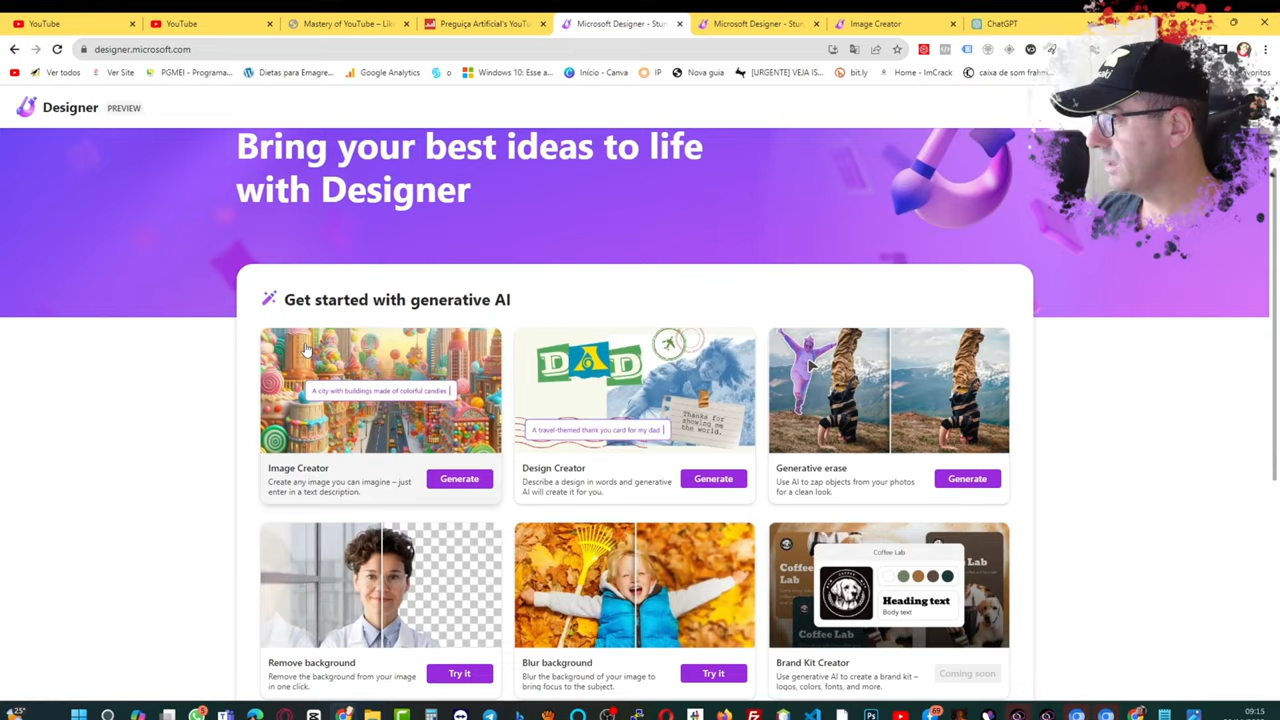 YouTube
YouTube
Mastery of YouTube – Lik
Preguiça Artificial's YouTu
Microsoft Designer - Stun
Microsoft Designer - Stun
Image Creator
ChatGPT
designer.microsoft.com
Ver todos
Ver Site
PGMEI - Programa...
Dietas para Emagre...
Google Analytics
o
Windows 10: Esse a...
Início - Canva
IP
Nova guia
[URGENTE] VEJA IS...
bit.ly
Home - ImCrack
caixa de som frahm...
Designer PREVIEW
Bring your best ideas to life
with Designer
Get started with generative AI
A city with buildings made of colorful candies
DAD
Thanks for
showing me
the world.
A travel-themed thank you card for my dad
Image Creator
Create any image you can imagine – just
enter in a text description.
Generate
Design Creator
Describe a design in words and generative
AI will create it for you.
Generate
Generative erase
Use AI to zap objects from your photos
for a clean look.
Generate
Coffee Lab
Coffee
Lab
Heading text
Body text
Coffee Lab
Remove background
Remove the background from your image
in one click.
Try it
Blur background
Blur the background of your image to
bring focus to the subject.
Try it
Brand Kit Creator
Use generative AI to create a brand kit –
logos, colors, fonts, and more.
Coming soon
25°
69
09:15